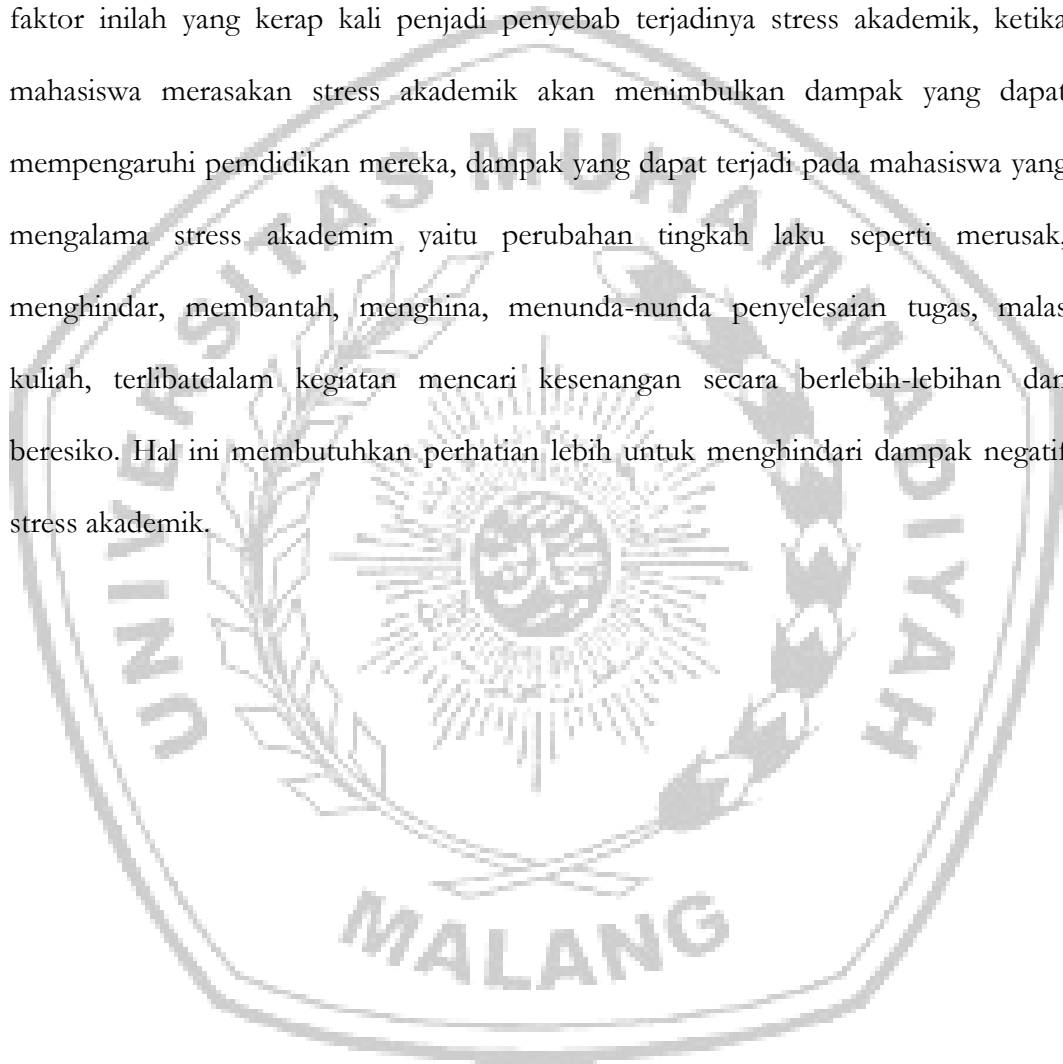 faktor inilah yang kerap kali penjadi penyebab terjadinya stress akademik, ketika
mahasiswa merasakan stress akademik akan menimbulkan dampak yang dapat
mempengaruhi pemdidikan mereka, dampak yang dapat terjadi pada mahasiswa yang
mengalama stress akademim yaitu perubahan tingkah laku seperti merusak,
menghindar, membantah, menghina, menunda-nunda penyelesaian tugas, malas
kuliah, terlibatdalam kegiatan mencari kesenangan secara berlebih-lebihan dan
beresiko. Hal ini membutuhkan perhatian lebih untuk menghindari dampak negatif
stress akademik.
UNIVERSITAS MUHAMMADIYAH
MALANG